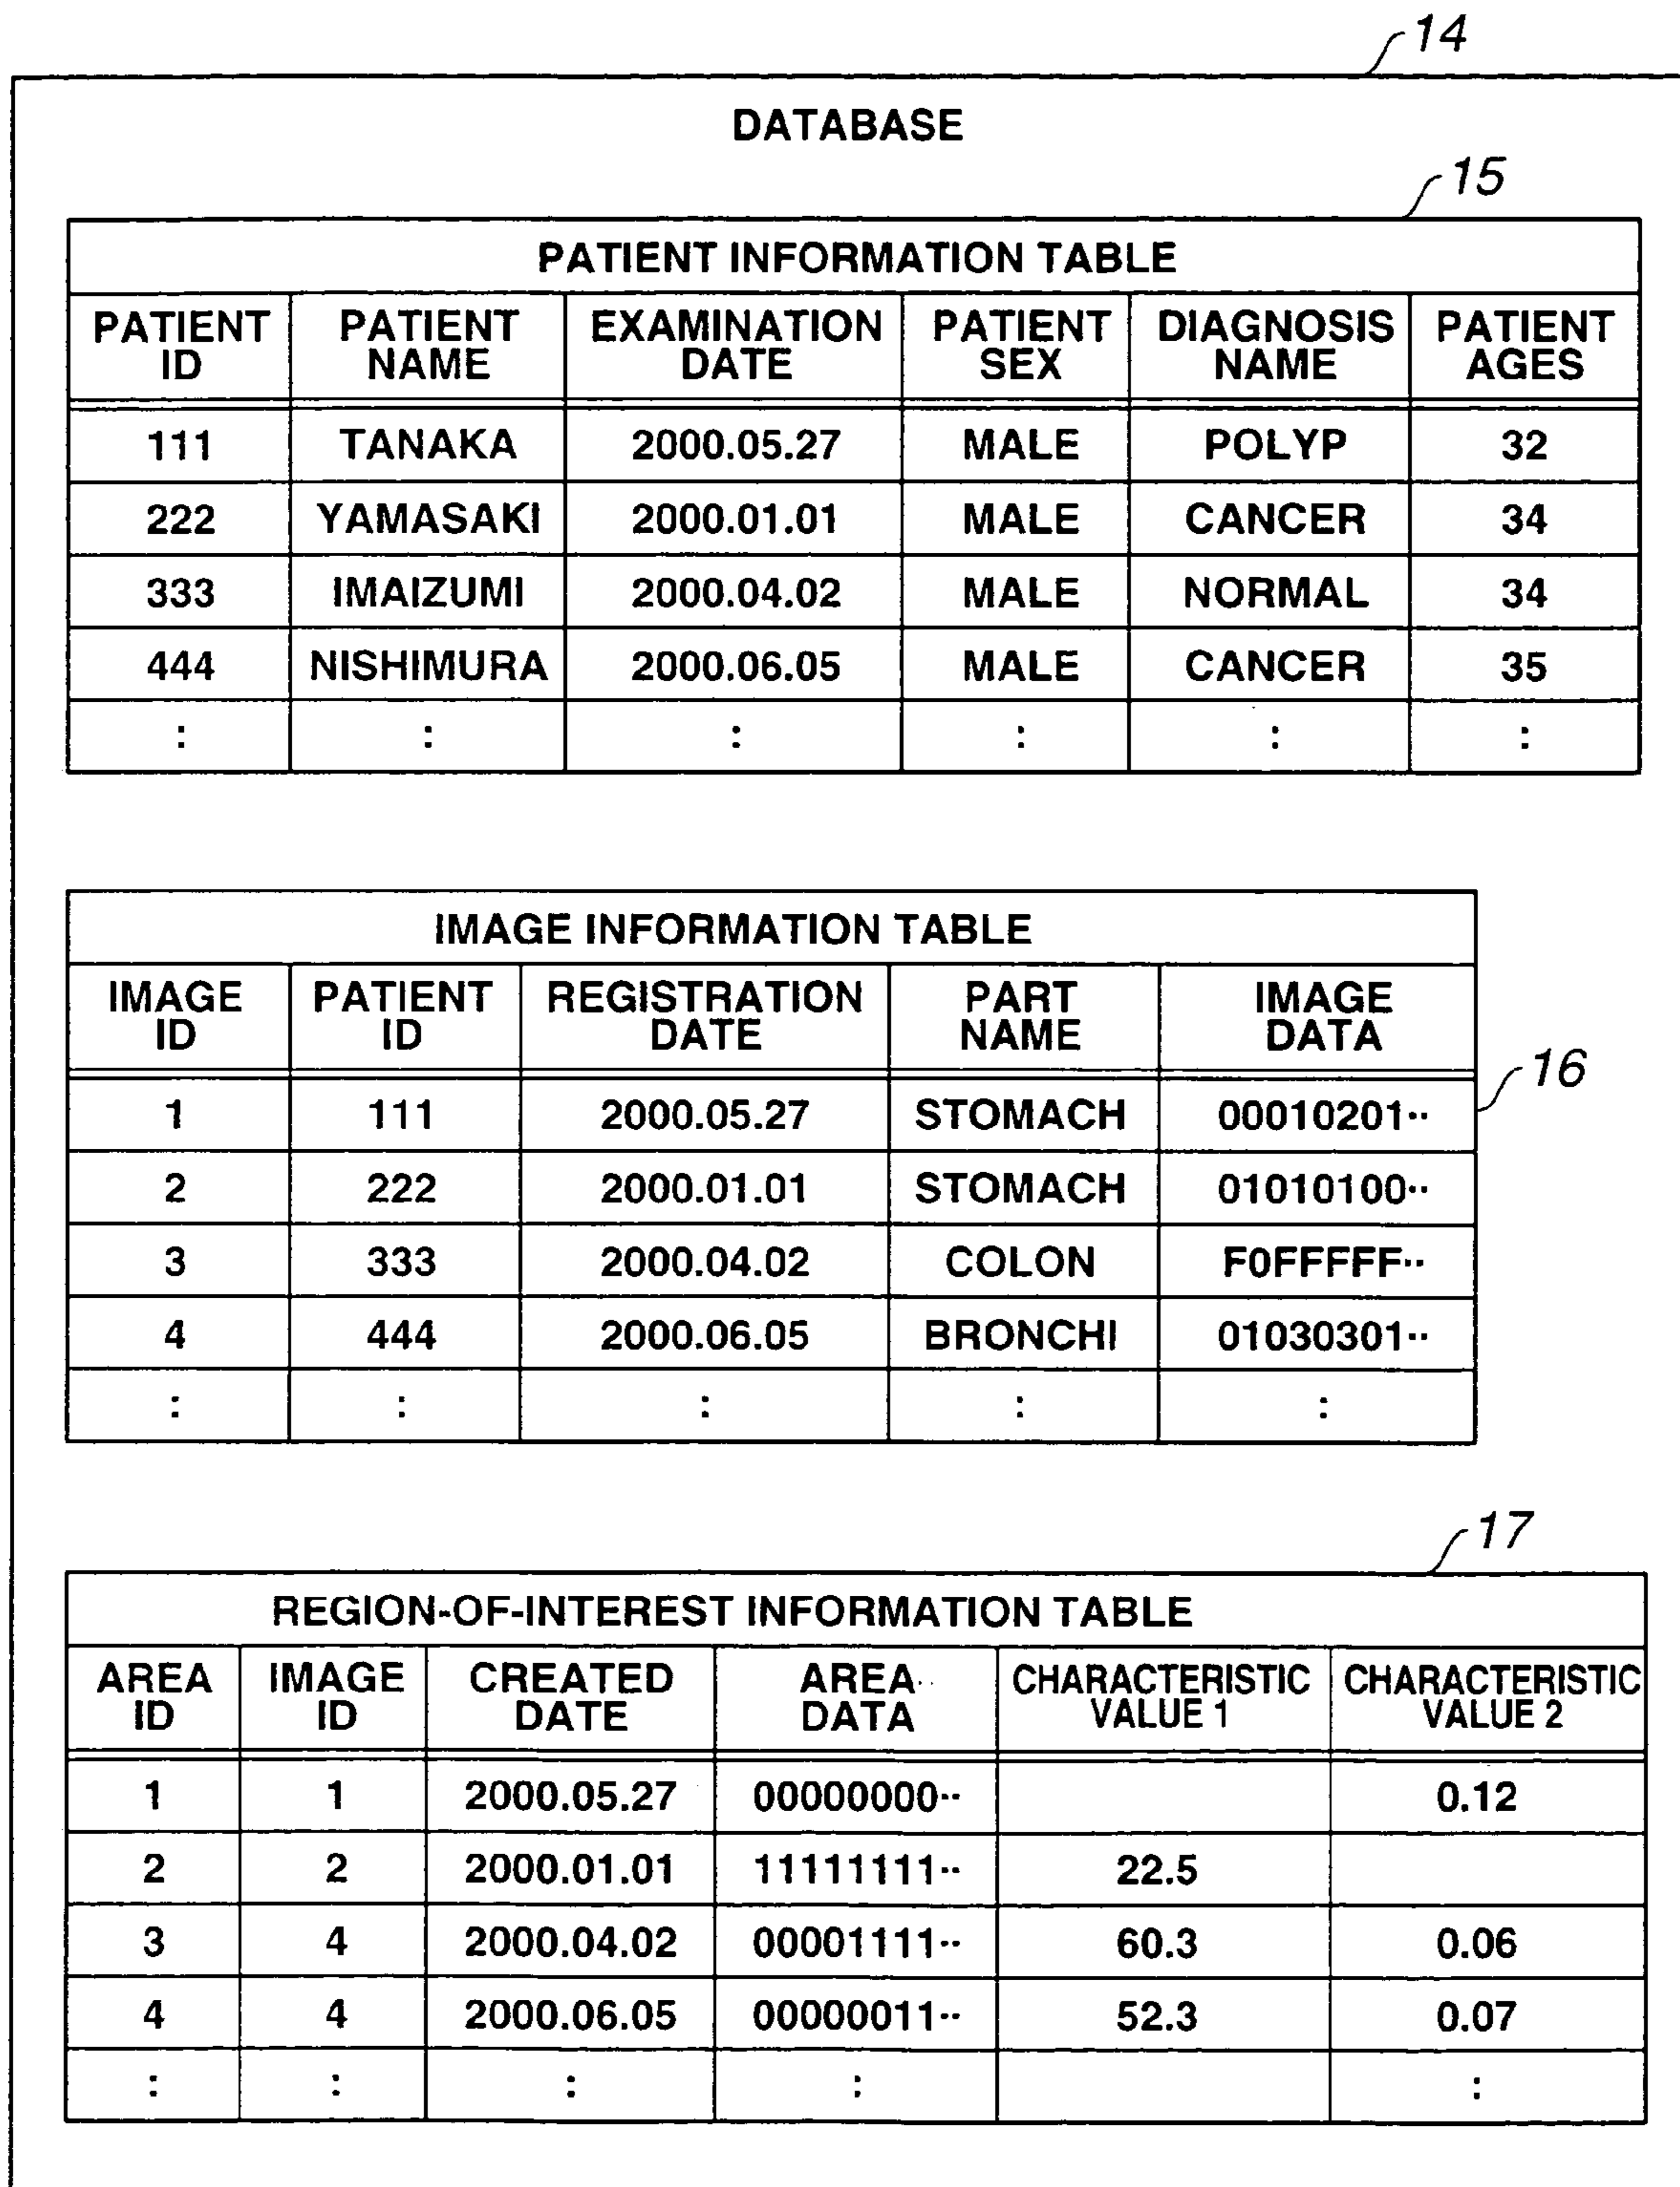 14
DATABASE
15
PATIENT INFORMATION TABLE
PATIENT ID PATIENT NAME EXAMINATION DATE PATIENT SEX DIAGNOSIS NAME PATIENT AGES
111 TANAKA 2000.05.27 MALE POLYP 32
222 YAMASAKI 2000.01.01 MALE CANCER 34
333 IMAIZUMI 2000.04.02 MALE NORMAL 34
444 NISHIMURA 2000.06.05 MALE CANCER 35
: : : : : :
IMAGE INFORMATION TABLE
IMAGE ID PATIENT ID REGISTRATION DATE PART NAME IMAGE DATA
16
1 111 2000.05.27 STOMACH 00010201··
2 222 2000.01.01 STOMACH 01010100··
3 333 2000.04.02 COLON F0FFFFF··
4 444 2000.06.05 BRONCHI 01030301··
: : : : :
17
REGION-OF-INTEREST INFORMATION TABLE
AREA ID IMAGE ID CREATED DATE AREA DATA CHARACTERISTIC VALUE 1 CHARACTERISTIC VALUE 2
1 1 2000.05.27 00000000·· 0.12
2 2 2000.01.01 11111111·· 22.5
3 4 2000.04.02 00001111·· 60.3 0.06
4 4 2000.06.05 00000011·· 52.3 0.07
: : : : :